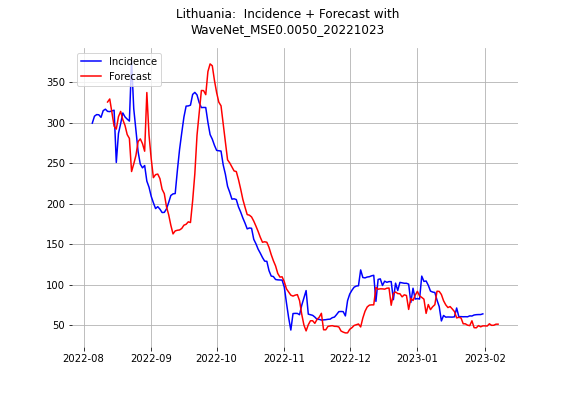 Lithuania:  Incidence + Forecast with
WaveNet_MSE0.0050_20221023
Incidence
Forecast
350
300
250
200
150
100
50
2022-08 2022-09 2022-10 2022-11 2022-12 2023-01 2023-02